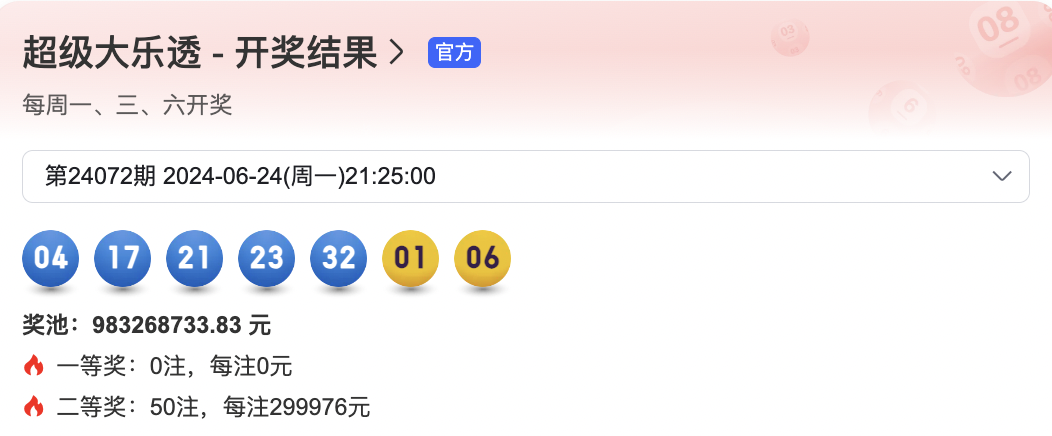 超级大乐透 - 开奖结果 官方
每周一、三、六开奖
第24072期 2024-06-24(周一)21:25:00
04 17 21 23 32 01 06
奖池：983268733.83 元
一等奖：0注，每注0元
二等奖：50注，每注299976元
03
08
08